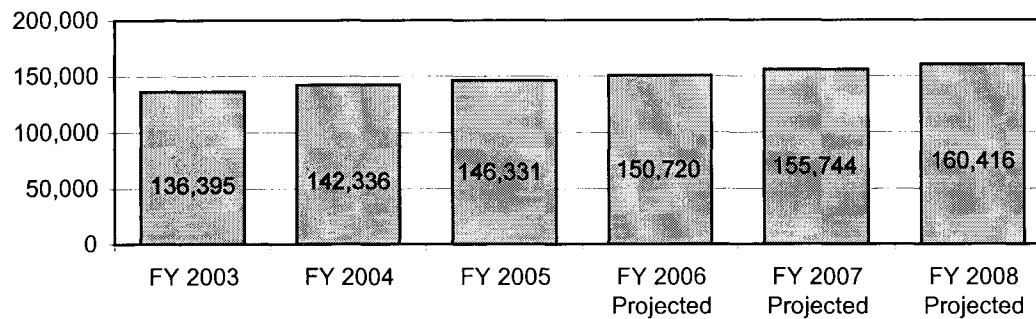 200,000
150,000
100,000
50,000
0
136,395
142,336
146,331
150,720
155,744
160,416
FY 2003
FY 2004
FY 2005
FY 2006
Projected
FY 2007
Projected
FY 2008
Projected